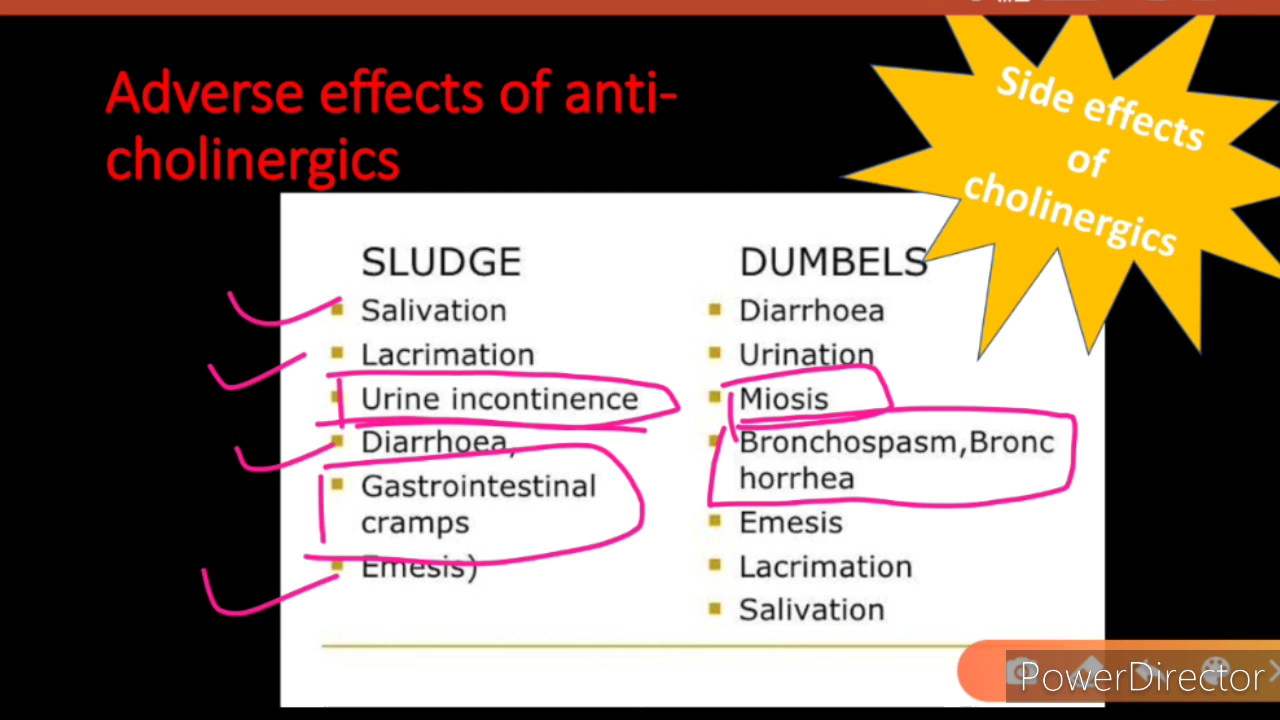 Adverse effects of anti-
cholinergics
Side effects
of
cholinergics
SLUDGE
Salivation
Lacrimation
Urine incontinence
Diarrhoea,
Gastrointestinal
cramps
Emesis)
DUMBELS
Diarrhoea
Urination
Miosis
Bronchospasm,Bronc
horrhea
Emesis
Lacrimation
Salivation
PowerDirector